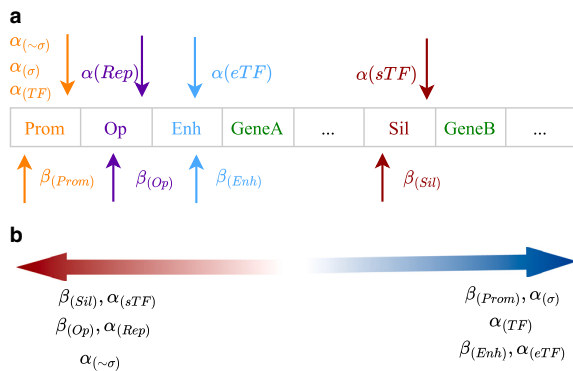 a
α(∼σ)
α(σ)
α(TF)
α(Rep)
α(eTF)
α(sTF)
Prom Op Enh GeneA ... Sil GeneB ...
β(Prom) β(Op) β(Enh) β(Sil)
b
β(Sil), α(sTF)
β(Op), α(Rep)
α(∼σ)
β(Prom), α(σ)
α(TF)
β(Enh), α(eTF)